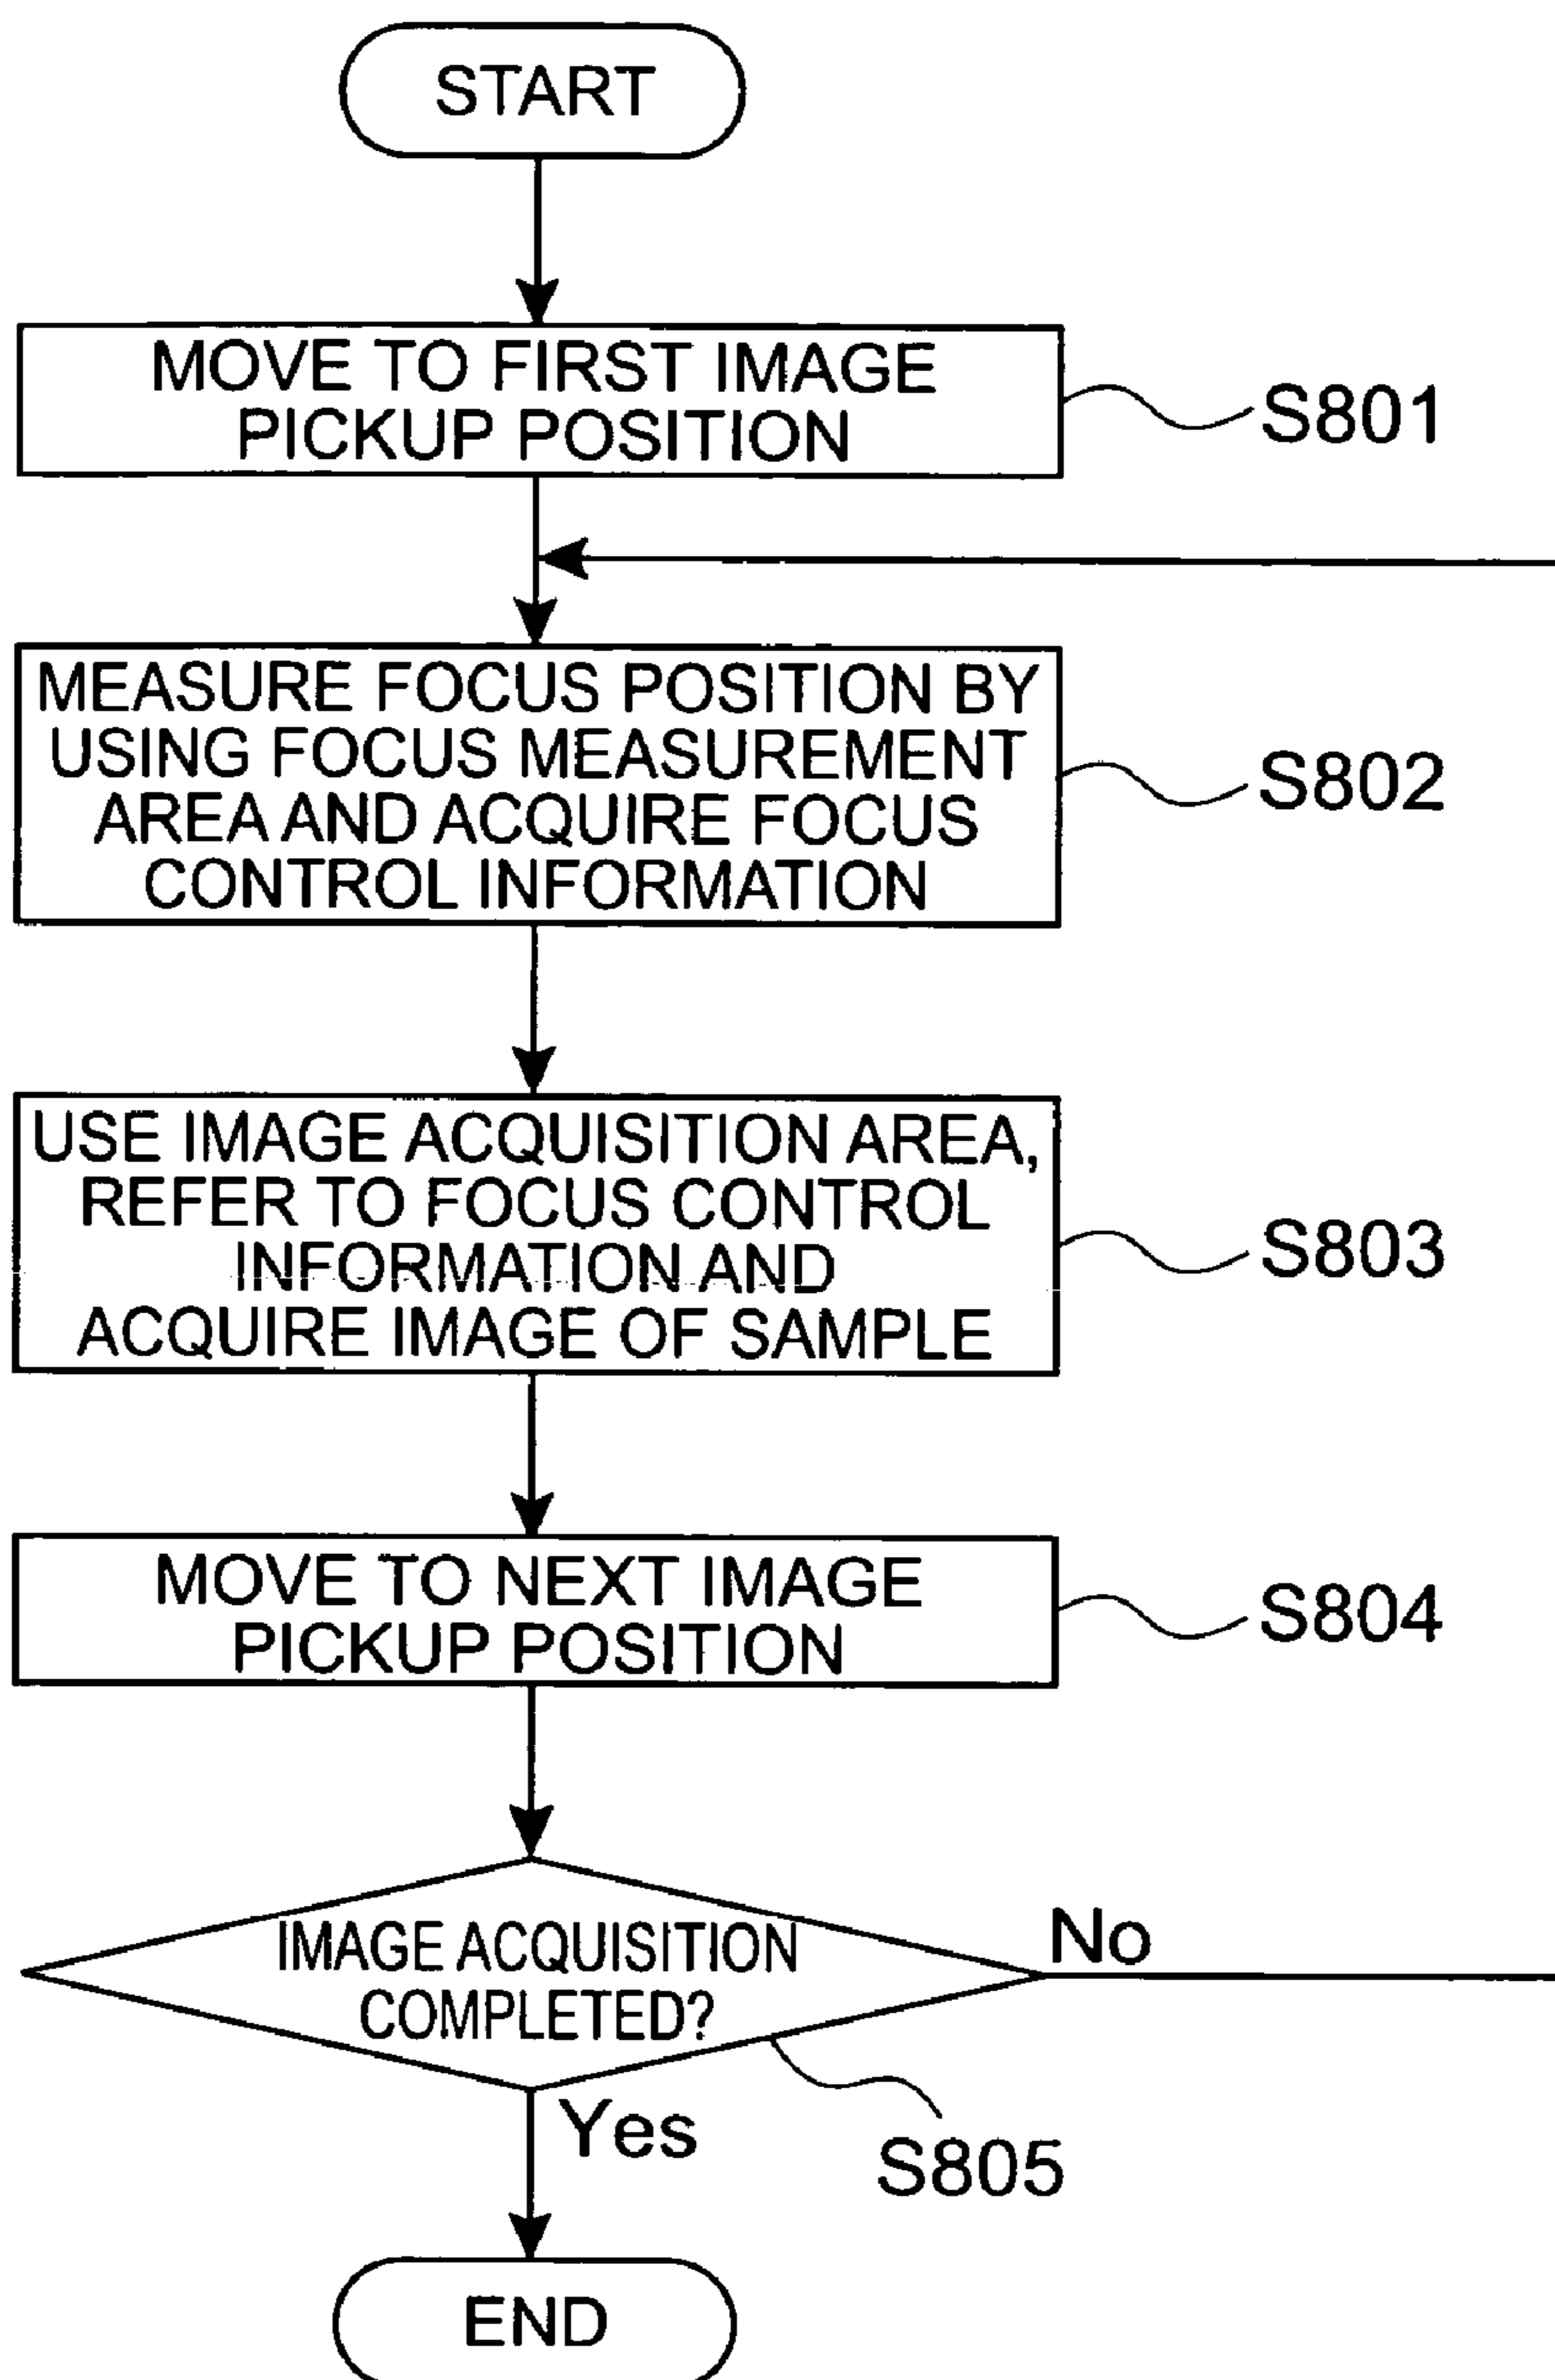 START
MOVE TO FIRST IMAGE
PICKUP POSITION
S801
MEASURE FOCUS POSITION BY
USING FOCUS MEASUREMENT
AREA AND ACQUIRE FOCUS
CONTROL INFORMATION
S802
USE IMAGE ACQUISITION AREA,
REFER TO FOCUS CONTROL
INFORMATION AND
ACQUIRE IMAGE OF SAMPLE
S803
MOVE TO NEXT IMAGE
PICKUP POSITION
S804
IMAGE ACQUISITION
COMPLETED?
No
Yes
S805
END